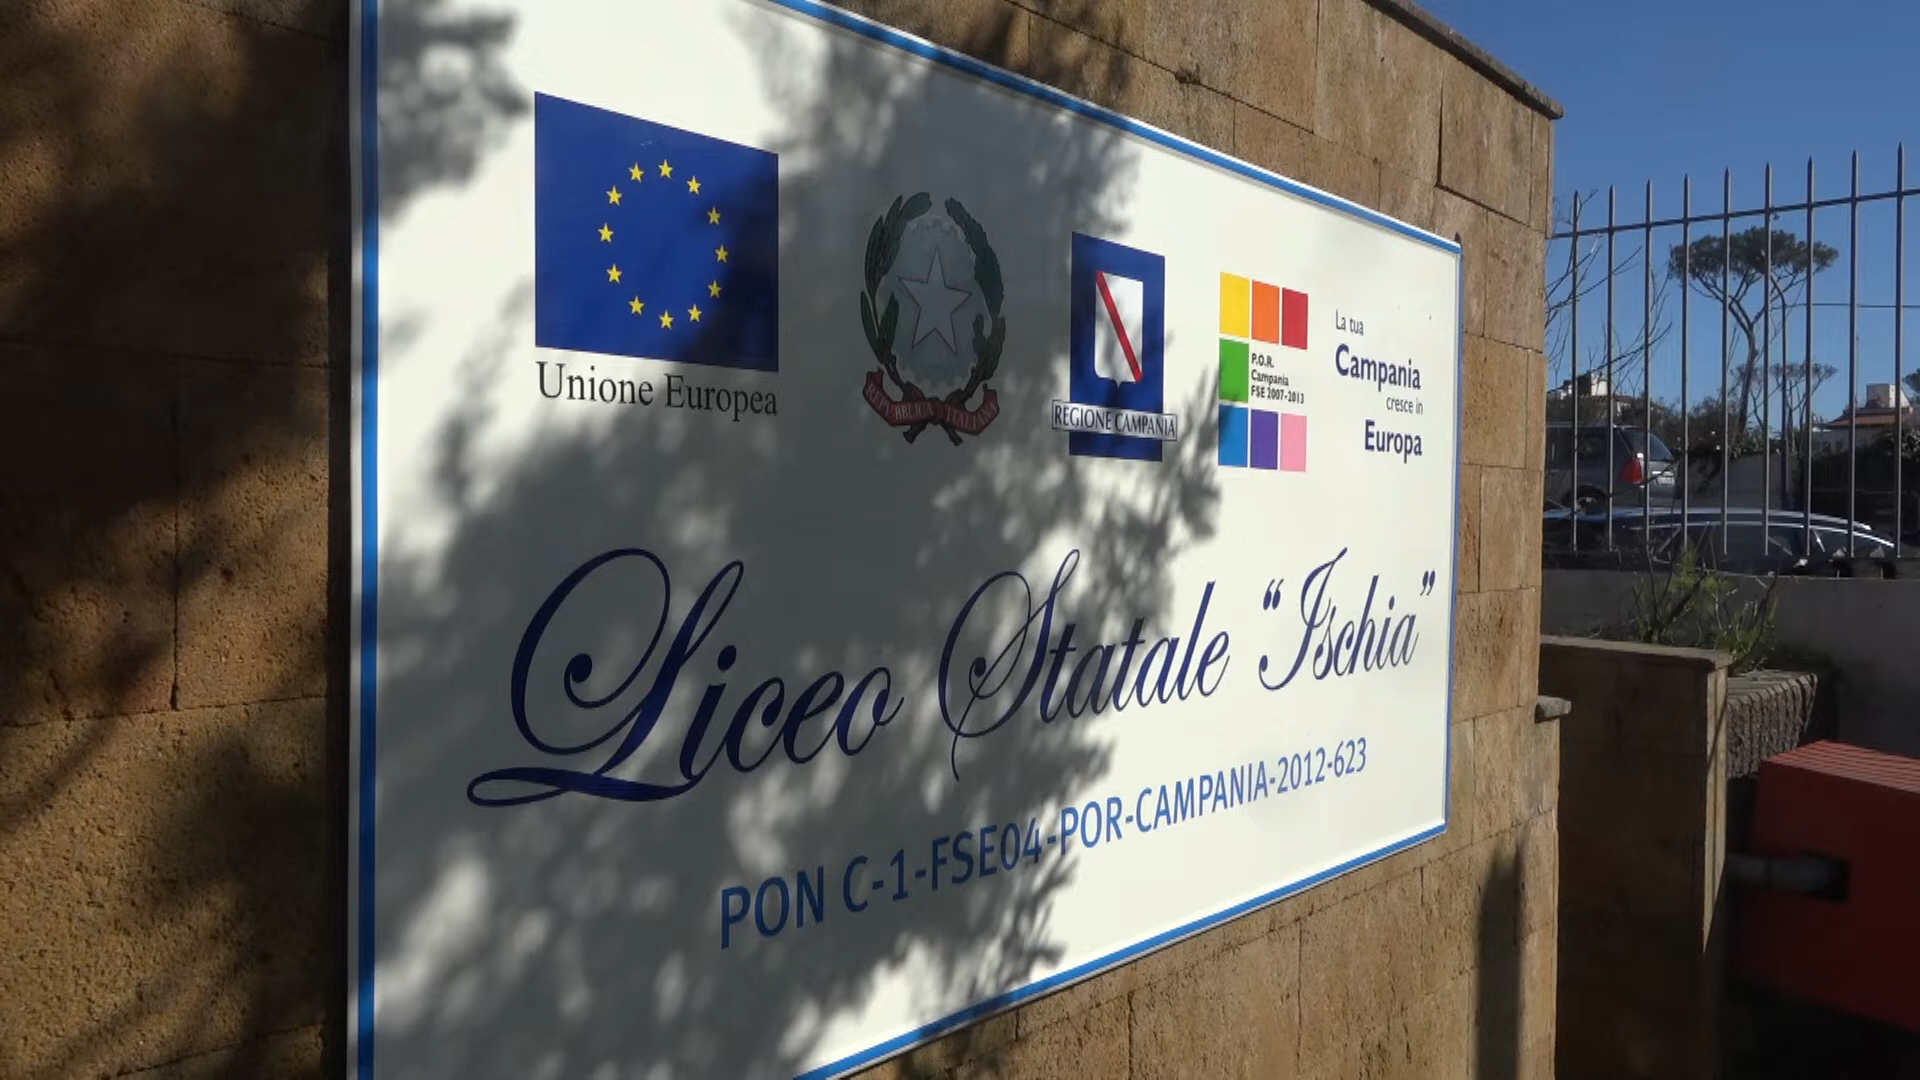 Unione Europea
REPVBBLICA ITALIANA
REGIONE CAMPANIA
P.O.R.
Campania
FSE 2007-2013
La tua
Campania
cresce in
Europa
Liceo Statale “Ischia”
PON C-1-FSE04-POR-CAMPANIA-2012-623